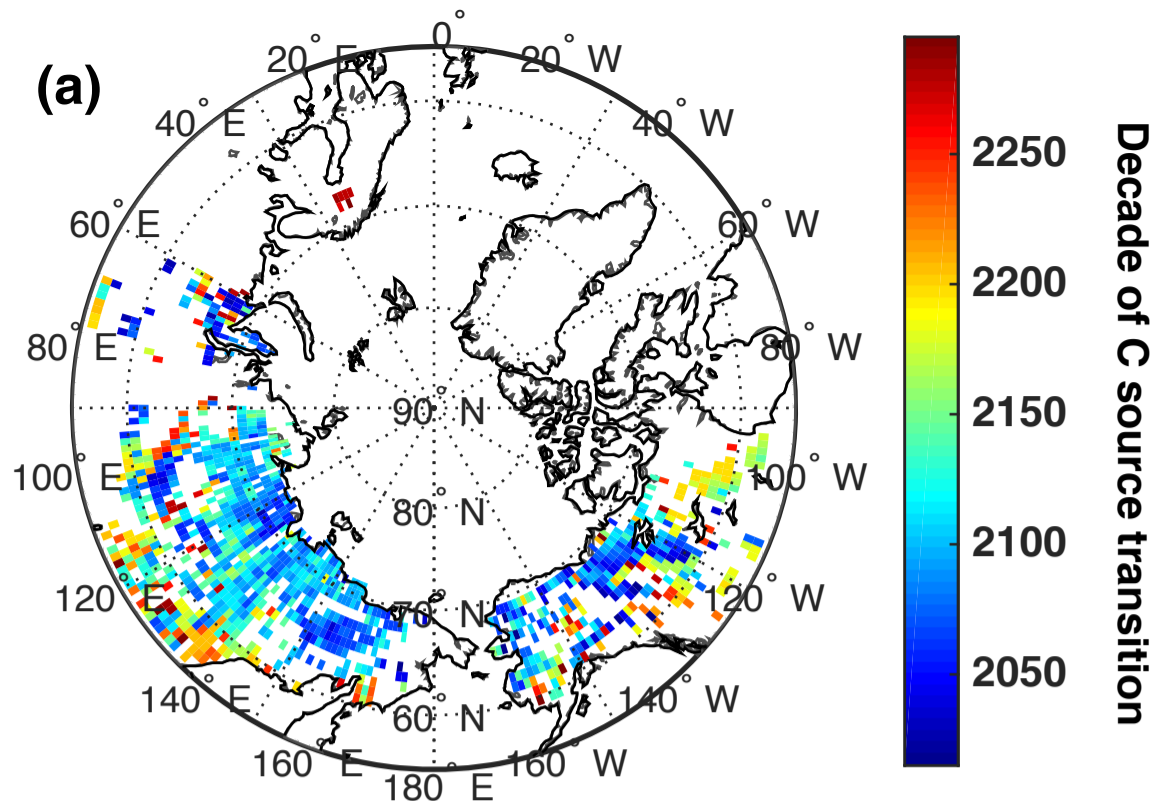 (a)
0°
20° E
20° W
40° E
40° W
60° E
60° W
80° E
80° W
90° N
100° E
100° W
80° N
120° E
120° W
70° N
140° E
140° W
60° N
160° E
160° W
180° E
2250
2200
2150
2100
2050
Decade of C source transition